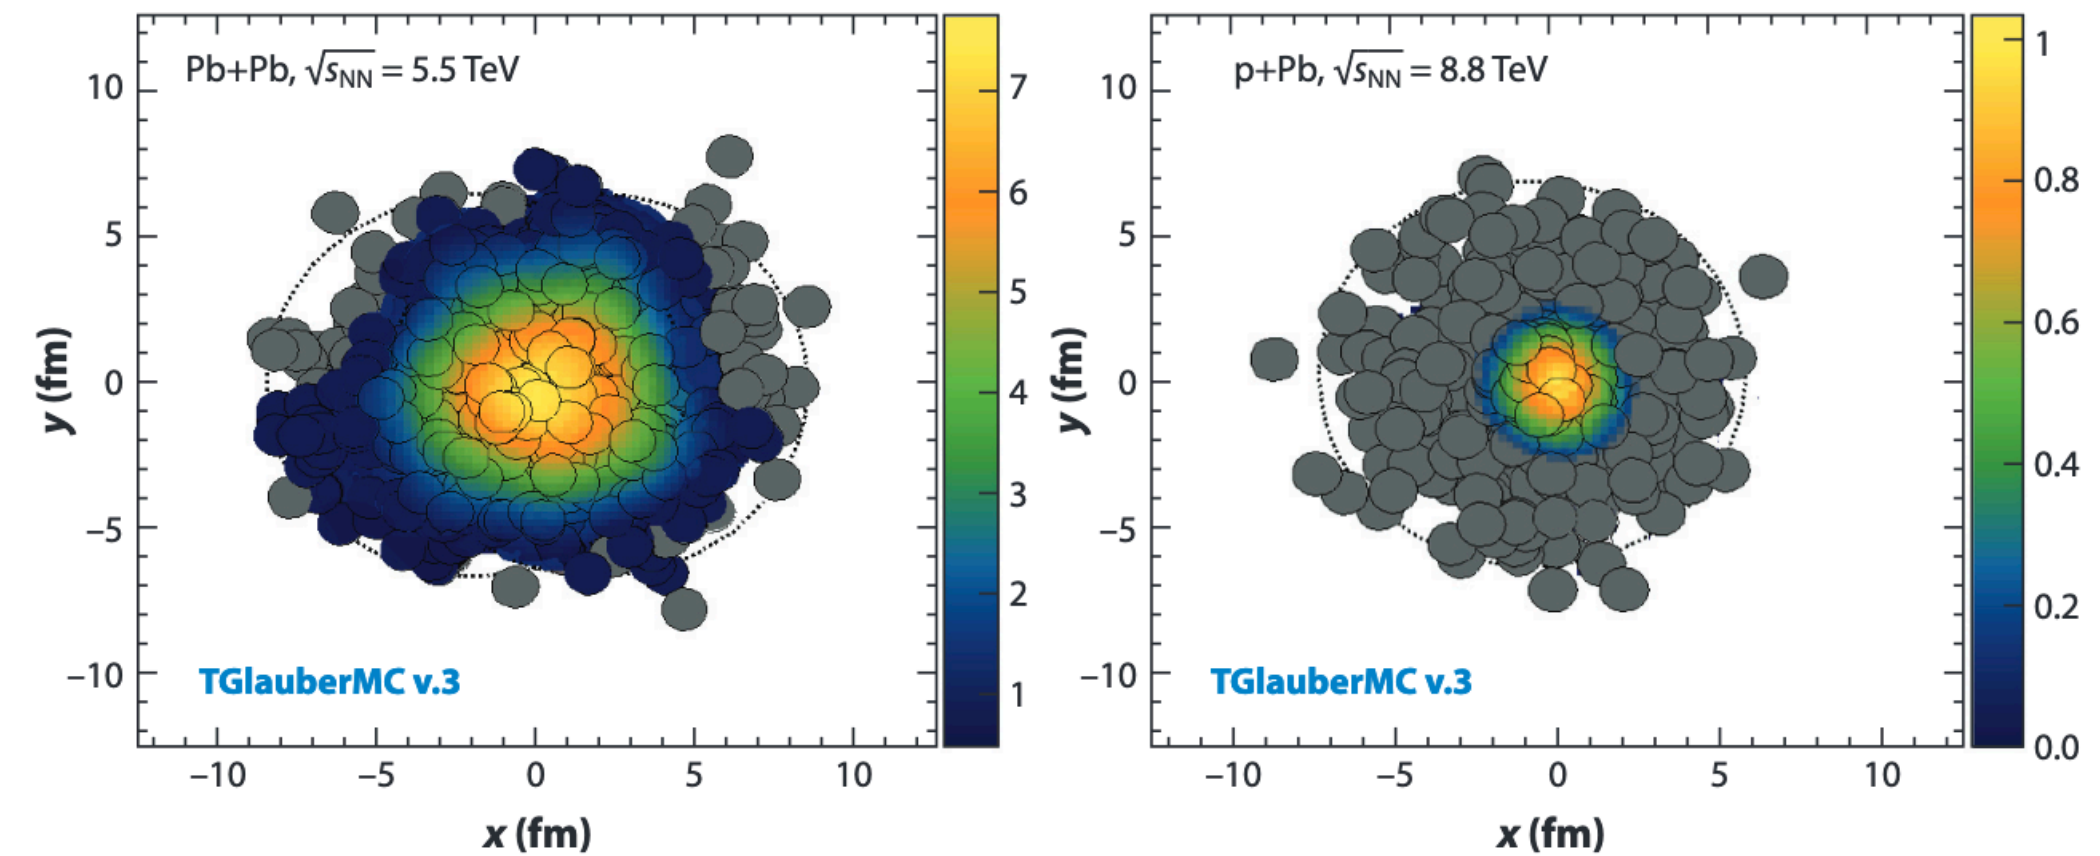 Pb+Pb, √sNN = 5.5 TeV
10
5
0
−5
−10
y (fm)
TGlauberMC v.3
−10 −5 0 5 10
x (fm)
7
6
5
4
3
2
1
p+Pb, √sNN = 8.8 TeV
10
5
0
−5
−10
y (fm)
TGlauberMC v.3
−10 −5 0 5 10
x (fm)
1
0.8
0.6
0.4
0.2
0.0